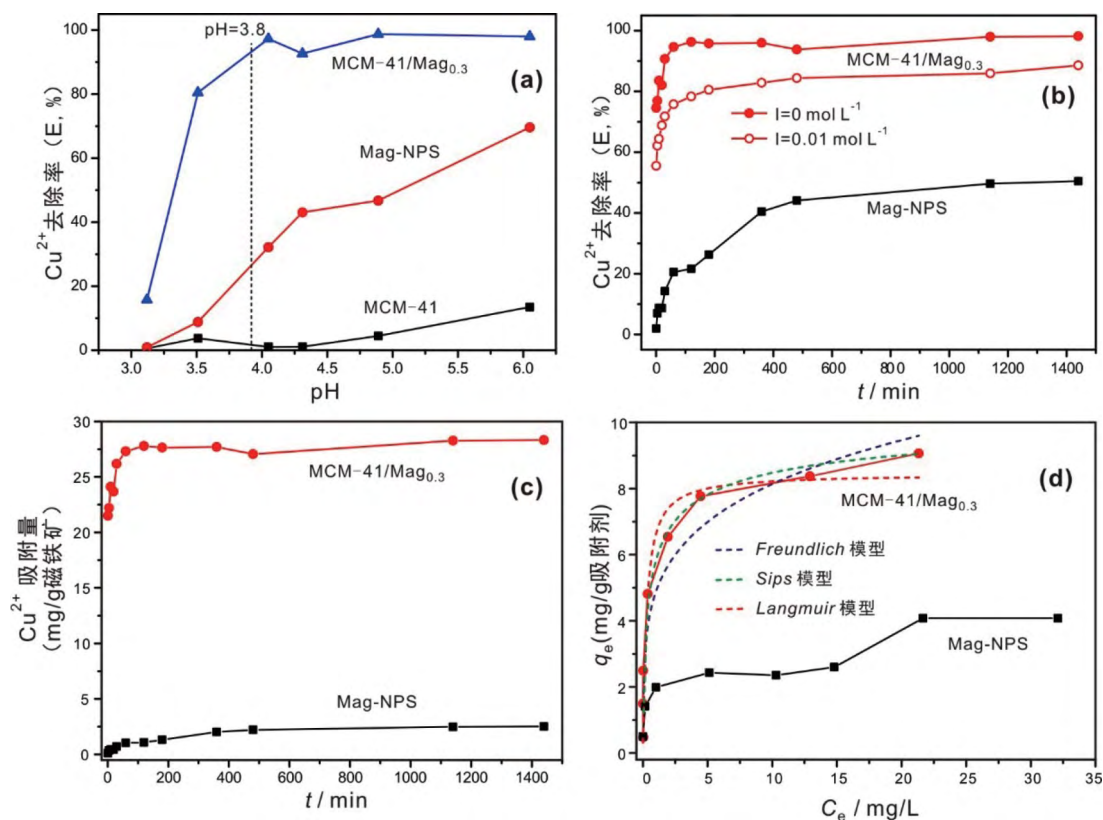 100
80
60
40
20
0
Cu²⁺去除率（E, %）
pH=3.8
MCM-41/Mag₀.₃
(a)
Mag-NPS
MCM-41
3.0 3.5 4.0 4.5 5.0 5.5 6.0
pH
100
80
60
40
20
0
Cu²⁺去除率（E, %）
MCM-41/Mag₀.₃
(b)
I=0 mol L⁻¹
I=0.01 mol L⁻¹
Mag-NPS
0 200 400 600 800 1000 1200 1400
t / min
30
25
20
15
10
5
0
Cu²⁺ 吸附量
（mg/g磁铁矿）
MCM-41/Mag₀.₃
(c)
Mag-NPS
0 200 400 600 800 1000 1200 1400
t / min
10
8
6
4
2
0
qₑ(mg/g吸附剂)
(d)
MCM-41/Mag₀.₃
Freundlich 模型
Sips 模型
Langmuir 模型
Mag-NPS
0 5 10 15 20 25 30 35
Cₑ / mg/L